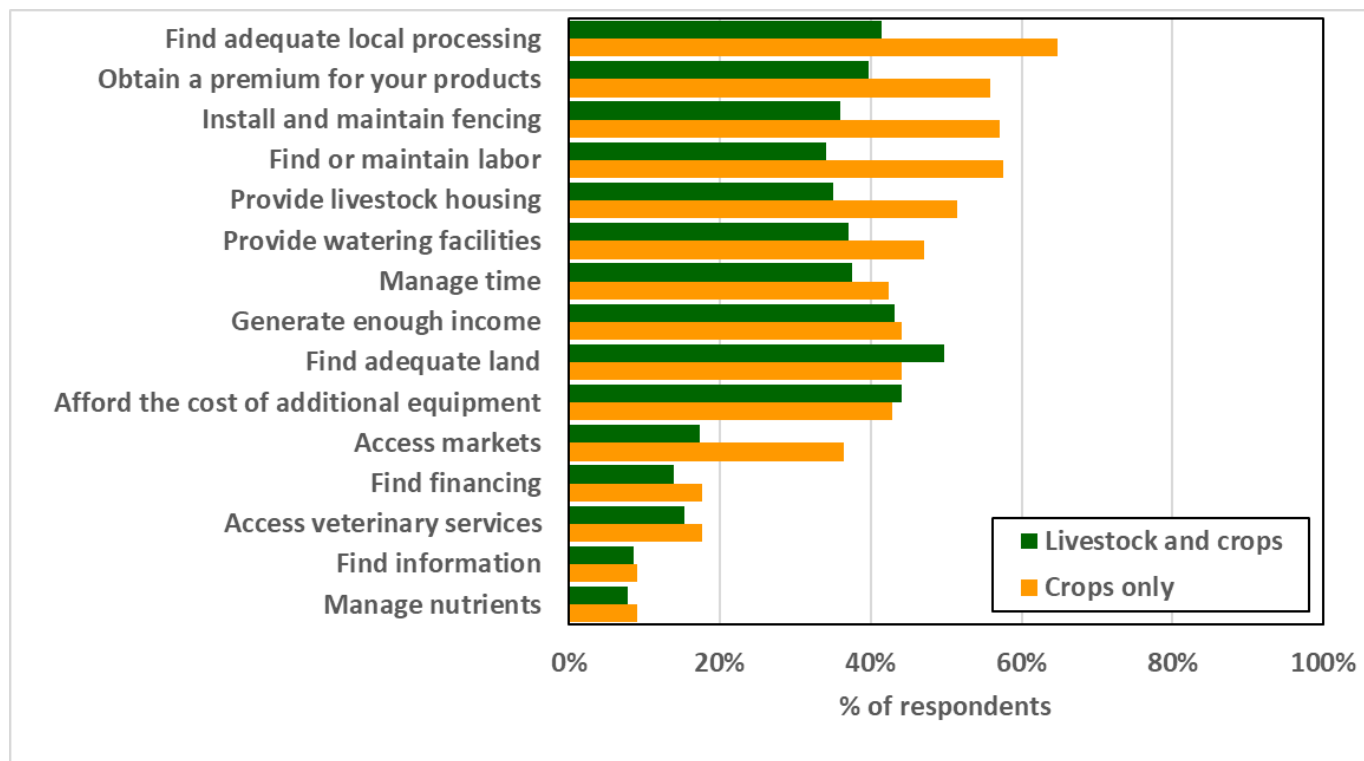 Find adequate local processing
Obtain a premium for your products
Install and maintain fencing
Find or maintain labor
Provide livestock housing
Provide watering facilities
Manage time
Generate enough income
Find adequate land
Afford the cost of additional equipment
Access markets
Find financing
Access veterinary services
Find information
Manage nutrients
Livestock and crops
Crops only
0% 20% 40% 60% 80% 100%
% of respondents